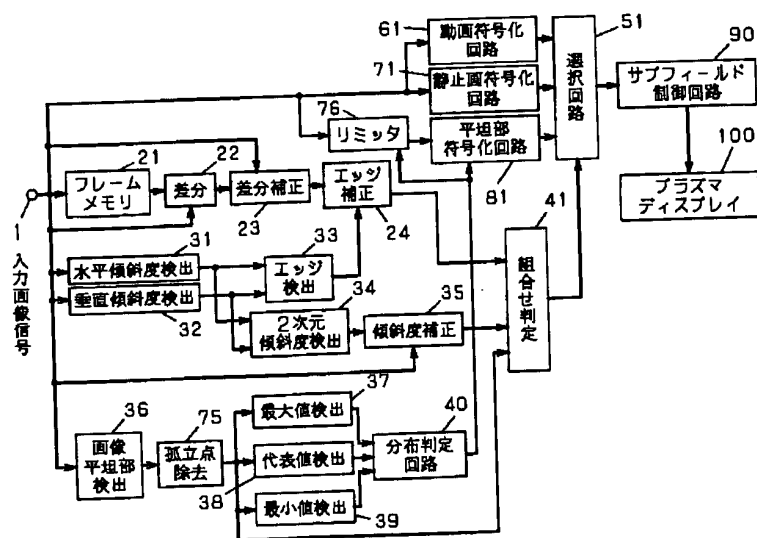 61
動画符号化
回路
51
71
静止画符号化
回路
選択回路
90
サブフィールド
制御回路
76
リミッタ
平坦部
符号化回路
81
100
プラズマ
ディスプレイ
21
フレーム
メモリ
22
差分
差分補正
23
エッジ
補正
24
41
組合せ判定
1
入力画像信号
31
水平傾斜度検出
垂直傾斜度検出
32
33
エッジ
検出
34
2次元
傾斜度検出
35
傾斜度補正
36
画像
平坦部
検出
75
孤立点
除去
37
最大値検出
代表値検出
38
最小値検出
39
40
分布判定
回路